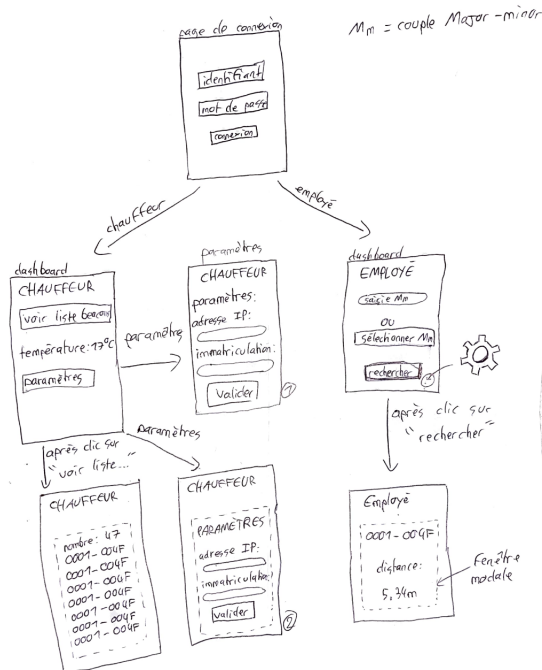 page de connexion
Mm = couple Major-minor
identifiant
mot de passe
connexion
chauffeur
employé
dashboard
CHAUFFEUR
voir liste beacons
température: 17°C
paramètres
paramètres
paramètres
CHAUFFEUR
paramètres:
adresse IP:
immatriculation:
Valider
1
dashboard
EMPLOYÉ
saisie Mm
OU
sélectionner Mm
rechercher
après clic sur
"rechercher"
après clic sur
"voir liste..."
paramètres
CHAUFFEUR
nombre: 47
0001-004F
0001-004F
0001-004F
0001-004F
0001-004F
0001-004F
0001-004F
CHAUFFEUR
PARAMÈTRES
adresse IP:
immatriculation:
valider
2
Employé
0001-004F
distance:
5,34m
Fenêtre
modale